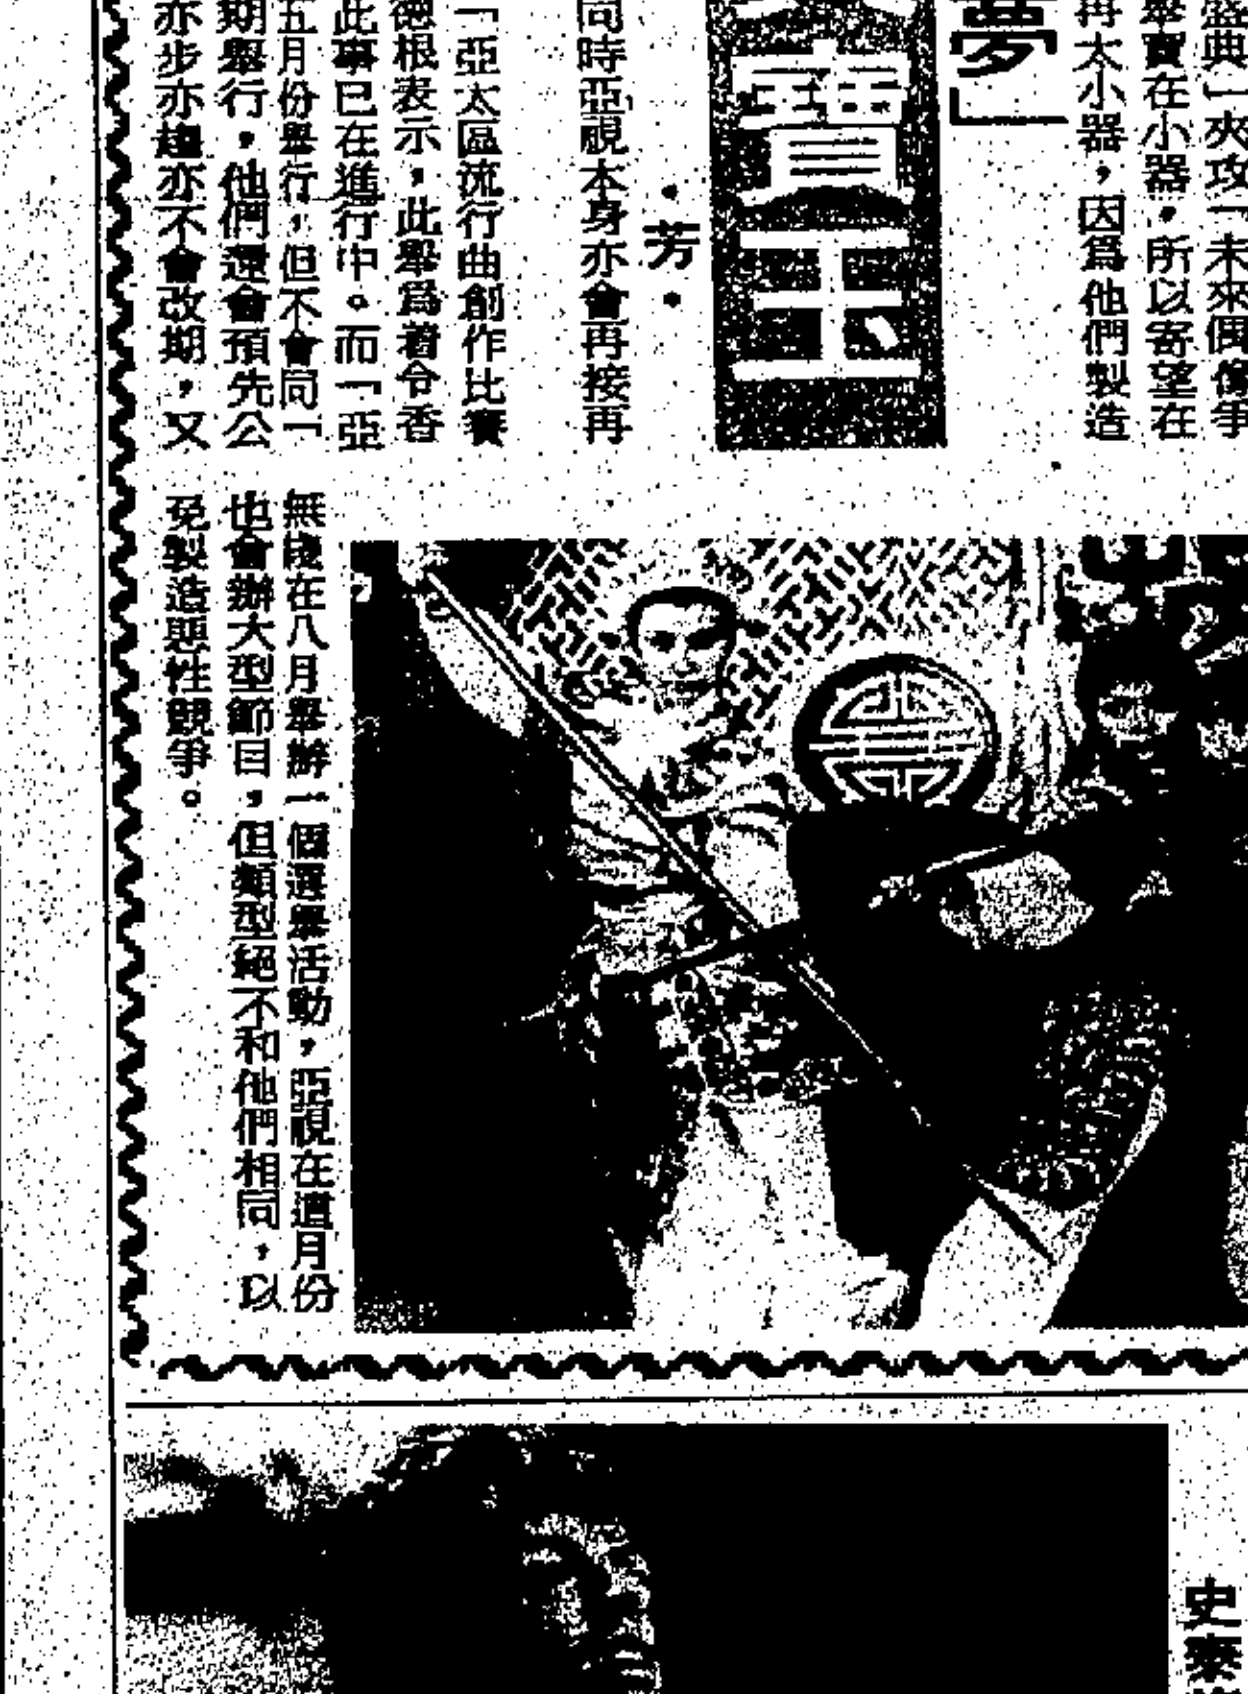 盛典」夾攻「未來偶像爭
舉實在小器，所以寄望在
再太小器，因為他們製造
夢」
寶王
·芳·
同時亞視本身亦會再接再
「亞太區流行曲創作比賽
德根表示，此舉為着令香
此事已在進行中。而「亞
五月份舉行，但不會同「
期舉行，他們還會預先公
亦步亦趨亦不會改期，又
無綫在八月舉辦一個選舉活動，亞視在這月份
也會辦大型節目，但類型絕不和他們相同，以
免製造惡性競爭。
史泰